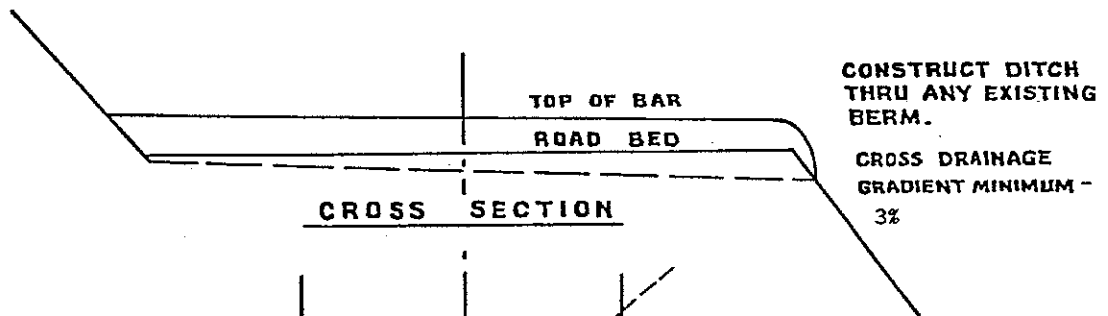 TOP OF BAR
ROAD BED
CROSS SECTION
CONSTRUCT DITCH
THRU ANY EXISTING
BERM.
CROSS DRAINAGE
GRADIENT MINIMUM -
3%